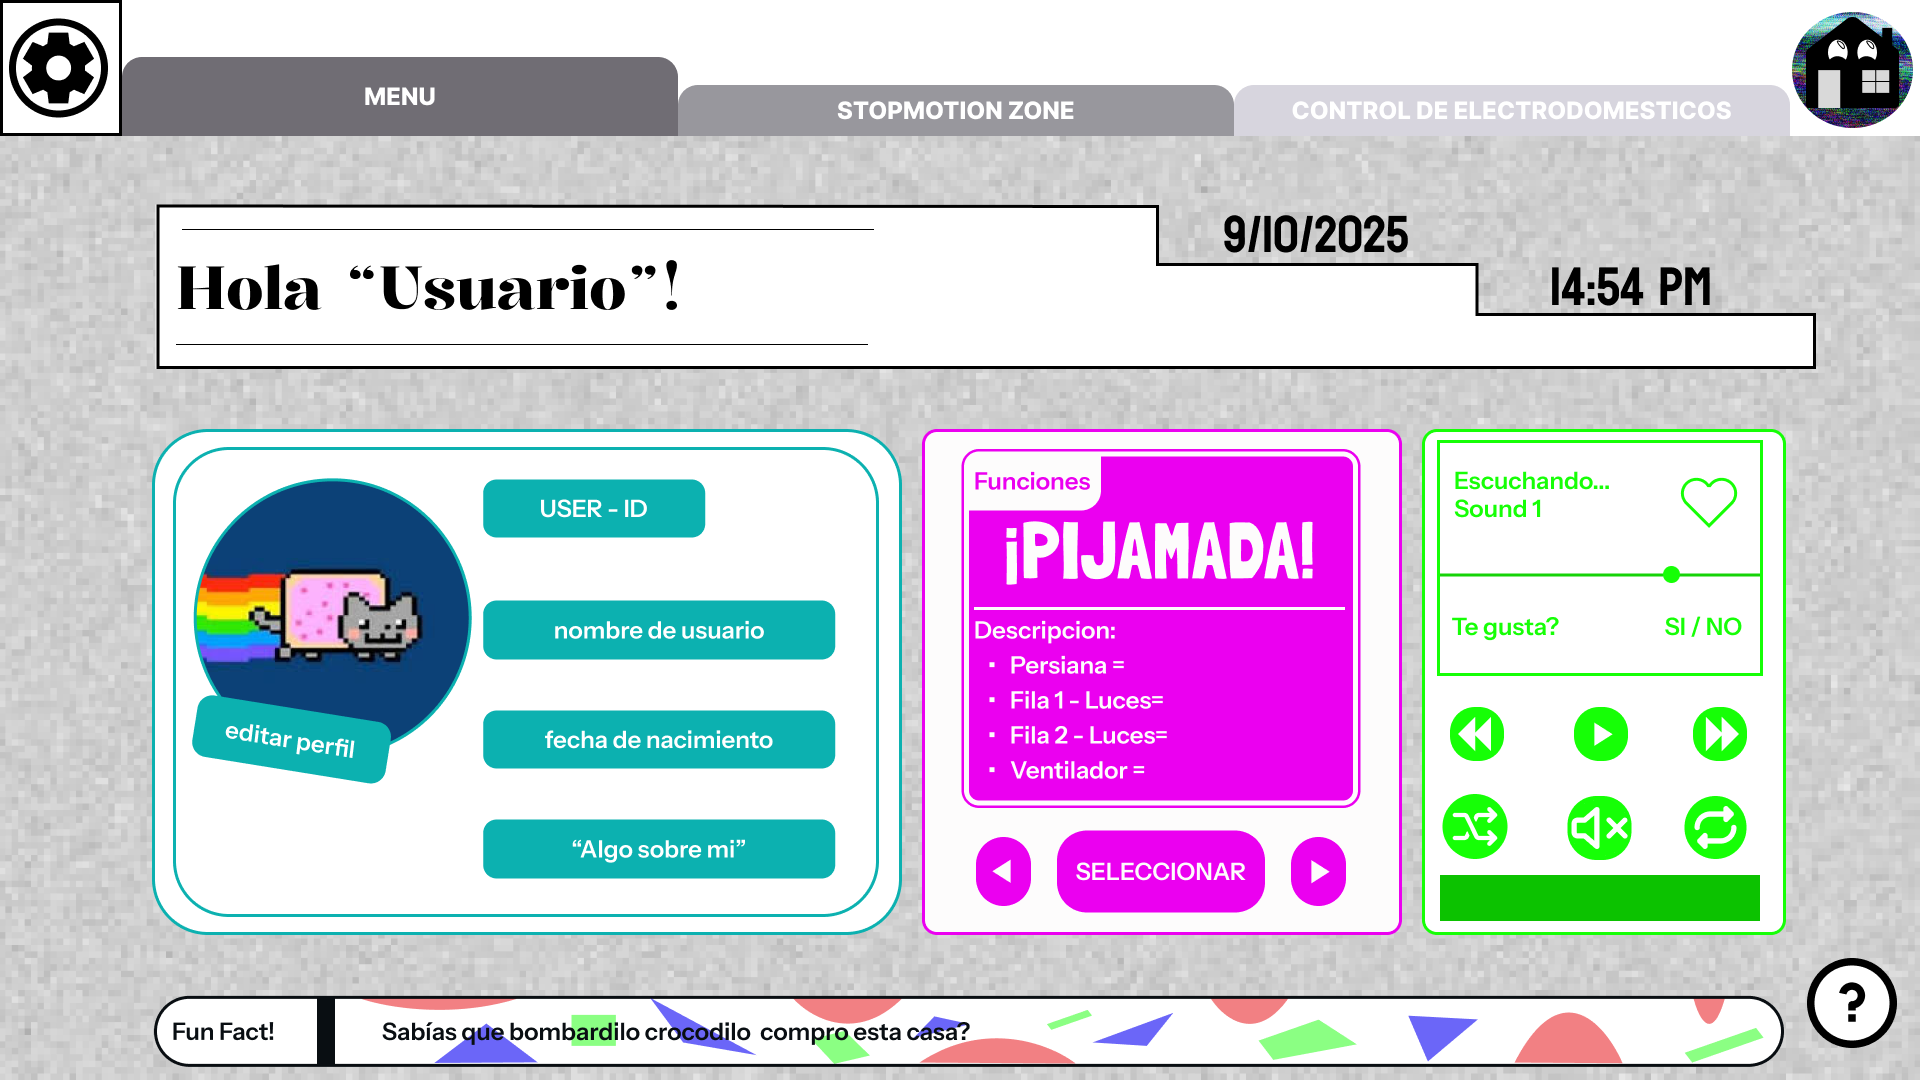 MENU
STOPMOTION ZONE
CONTROL DE ELECTRODOMESTICOS
Hola “Usuario”!
9/10/2025
14:54 PM
USER - ID
nombre de usuario
fecha de nacimiento
“Algo sobre mi”
editar perfil
Funciones
¡PIJAMADA!
Descripcion:
▪ Persiana =
▪ Fila 1 - Luces=
▪ Fila 2 - Luces=
▪ Ventilador =
SELECCIONAR
Escuchando...
Sound 1
Te gusta? SI / NO
Fun Fact!
Sabías que bombardilo crocodilo compro esta casa?
?